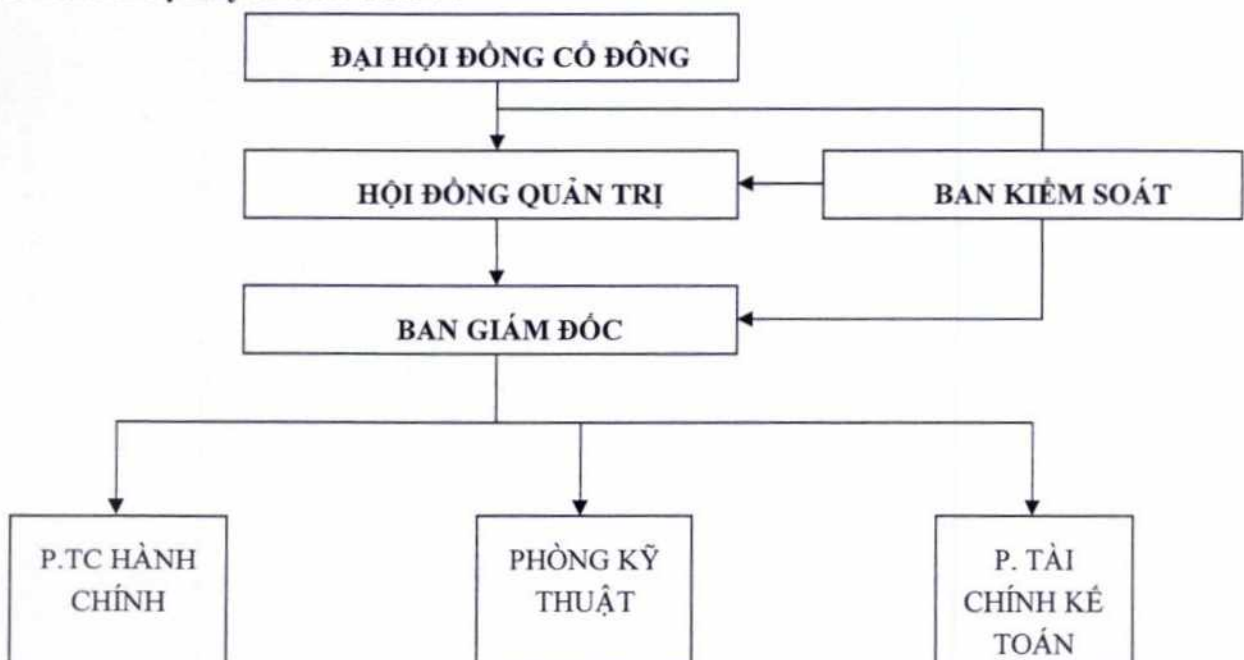 ĐẠI HỘI ĐỒNG CỔ ĐÔNG
HỘI ĐỒNG QUẢN TRỊ
BAN KIỂM SOÁT
BAN GIÁM ĐỐC
P.TC HÀNH
CHÍNH
PHÒNG KỸ
THUẬT
P. TÀI
CHÍNH KẾ
TOÁN